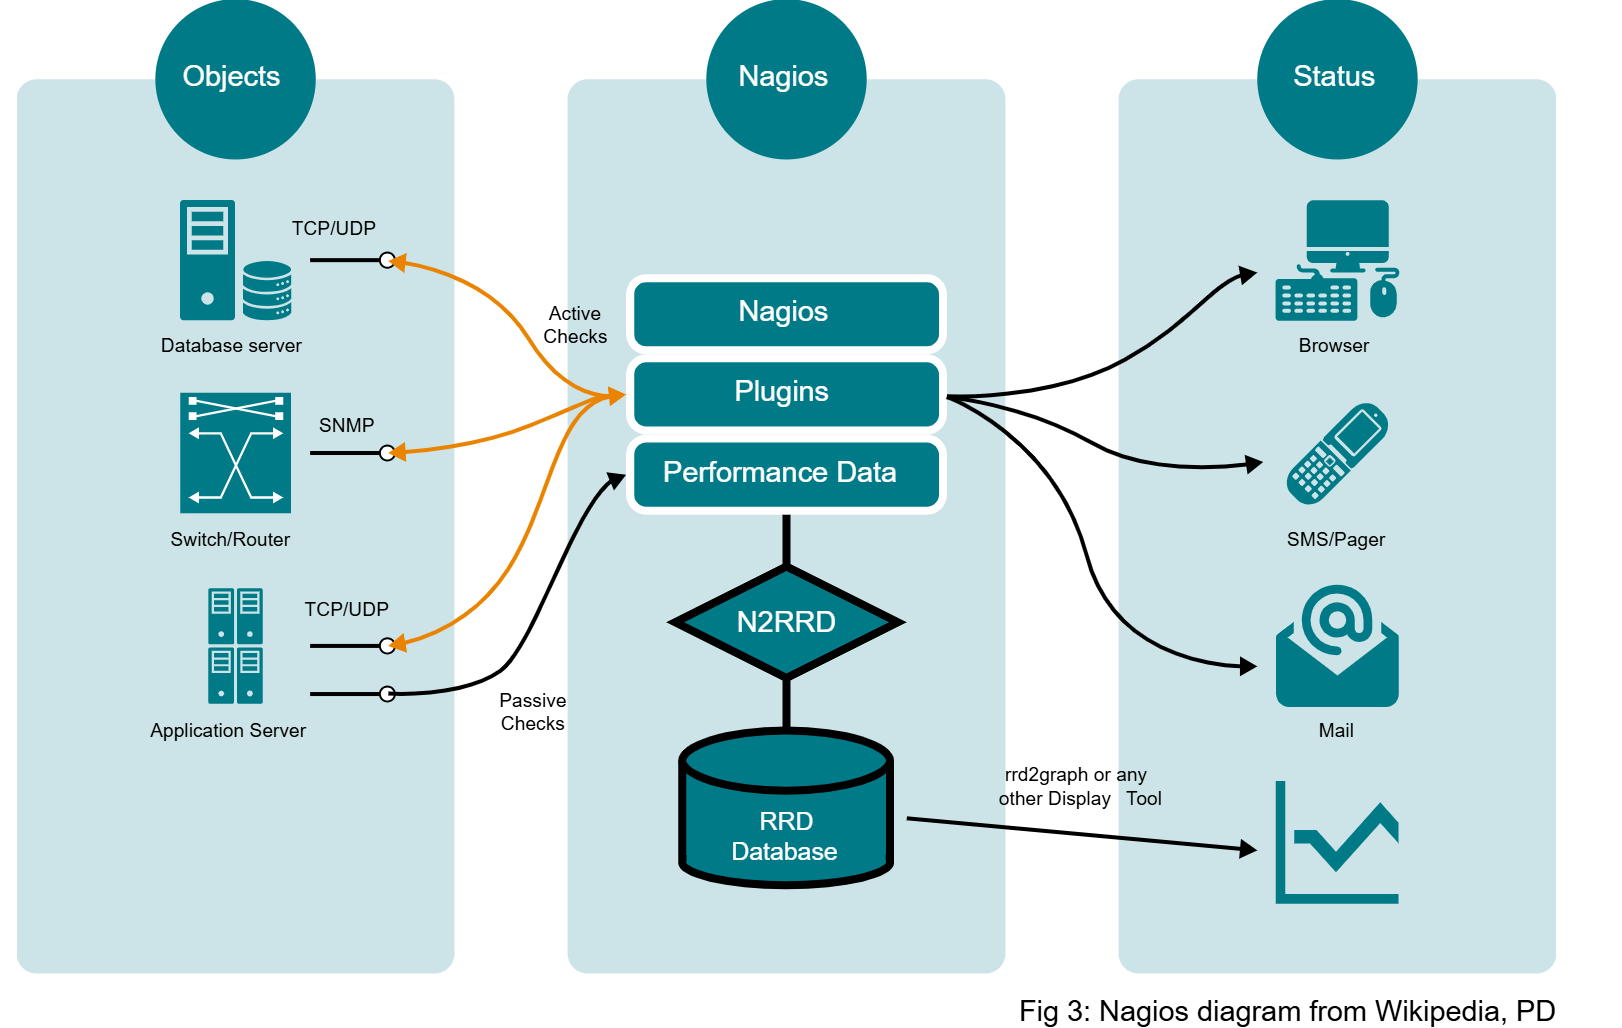 Objects
Nagios
Status
TCP/UDP
Database server
SNMP
Switch/Router
TCP/UDP
Application Server
Active
Checks
Passive
Checks
Nagios
Plugins
Performance Data
N2RRD
RRD
Database
rrd2graph or any
other Display Tool
Browser
SMS/Pager
Mail
Fig 3: Nagios diagram from Wikipedia, PD